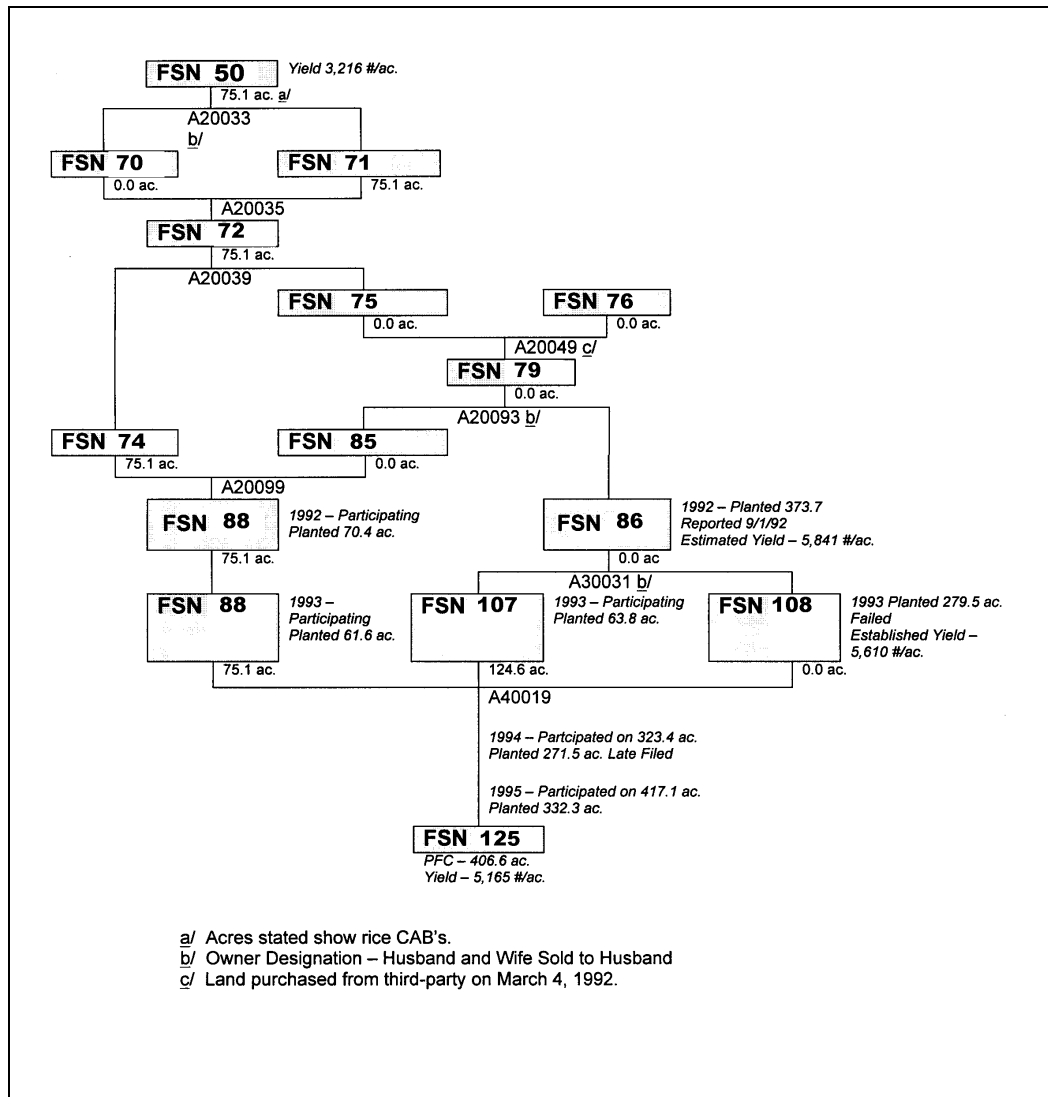 FSN 50
Yield 3,216 #/ac.
75.1 ac. a/
A20033
b/
FSN 70
FSN 71
0.0 ac.
75.1 ac.
A20035
FSN 72
75.1 ac.
A20039
FSN 75
FSN 76
0.0 ac.
0.0 ac.
A20049 c/
FSN 79
0.0 ac.
A20093 b/
FSN 74
FSN 85
75.1 ac.
0.0 ac.
A20099
FSN 88
1992 – Participating
Planted 70.4 ac.
75.1 ac.
FSN 86
1992 – Planted 373.7
Reported 9/1/92
Estimated Yield – 5,841 #/ac.
0.0 ac
A30031 b/
FSN 88
1993 –
Participating
Planted 61.6 ac.
75.1 ac.
FSN 107
1993 – Participating
Planted 63.8 ac.
124.6 ac.
FSN 108
1993 Planted 279.5 ac.
Failed
Established Yield –
5,610 #/ac.
0.0 ac.
A40019
1994 – Partcipated on 323.4 ac.
Planted 271.5 ac. Late Filed
1995 – Participated on 417.1 ac.
Planted 332.3 ac.
FSN 125
PFC – 406.6 ac.
Yield – 5,165 #/ac.
a/ Acres stated show rice CAB's.
b/ Owner Designation – Husband and Wife Sold to Husband
c/ Land purchased from third-party on March 4, 1992.